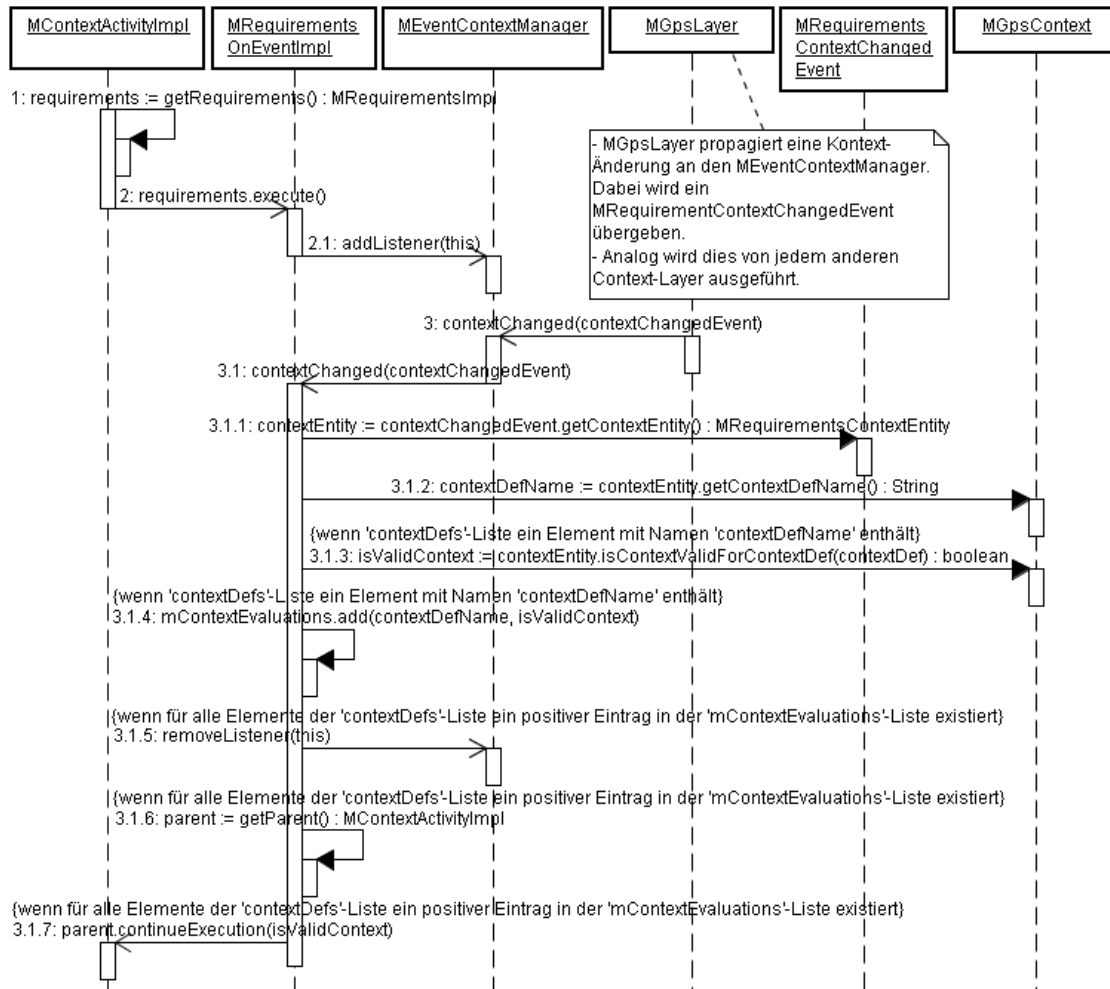 MContextActivityImpl
MRequirements
OnEventImpl
MEventContextManager
MGpsLayer
MRequirements
ContextChanged
Event
MGpsContext
1: requirements := getRequirements() : MRequirementsImpl
- MGpsLayer propagiert eine Kontext-
Änderung an den MEventContextManager.
Dabei wird ein
MRequirementContextChangedEvent
übergeben.
- Analog wird dies von jedem anderen
Context-Layer ausgeführt.
2: requirements.execute()
2.1: addListener(this)
3: contextChanged(contextChangedEvent)
3.1: contextChanged(contextChangedEvent)
3.1.1: contextEntity := contextChangedEvent.getContextEntity() : MRequirementsContextEntity
3.1.2: contextDefName := contextEntity.getContextDefName() : String
{wenn 'contextDefs'-Liste ein Element mit Namen 'contextDefName' enthält}
3.1.3: isValidContext := contextEntity.isContextValidForContextDef(contextDef) : boolean
{wenn 'contextDefs'-Liste ein Element mit Namen 'contextDefName' enthält}
3.1.4: mContextEvaluations.add(contextDefName, isValidContext)
{wenn für alle Elemente der 'contextDefs'-Liste ein positiver Eintrag in der 'mContextEvaluations'-Liste existiert}
3.1.5: removeListener(this)
{wenn für alle Elemente der 'contextDefs'-Liste ein positiver Eintrag in der 'mContextEvaluations'-Liste existiert}
3.1.6: parent := getParent() : MContextActivityImpl
{wenn für alle Elemente der 'contextDefs'-Liste ein positiver Eintrag in der 'mContextEvaluations'-Liste existiert}
3.1.7: parent.continueExecution(isValidContext)